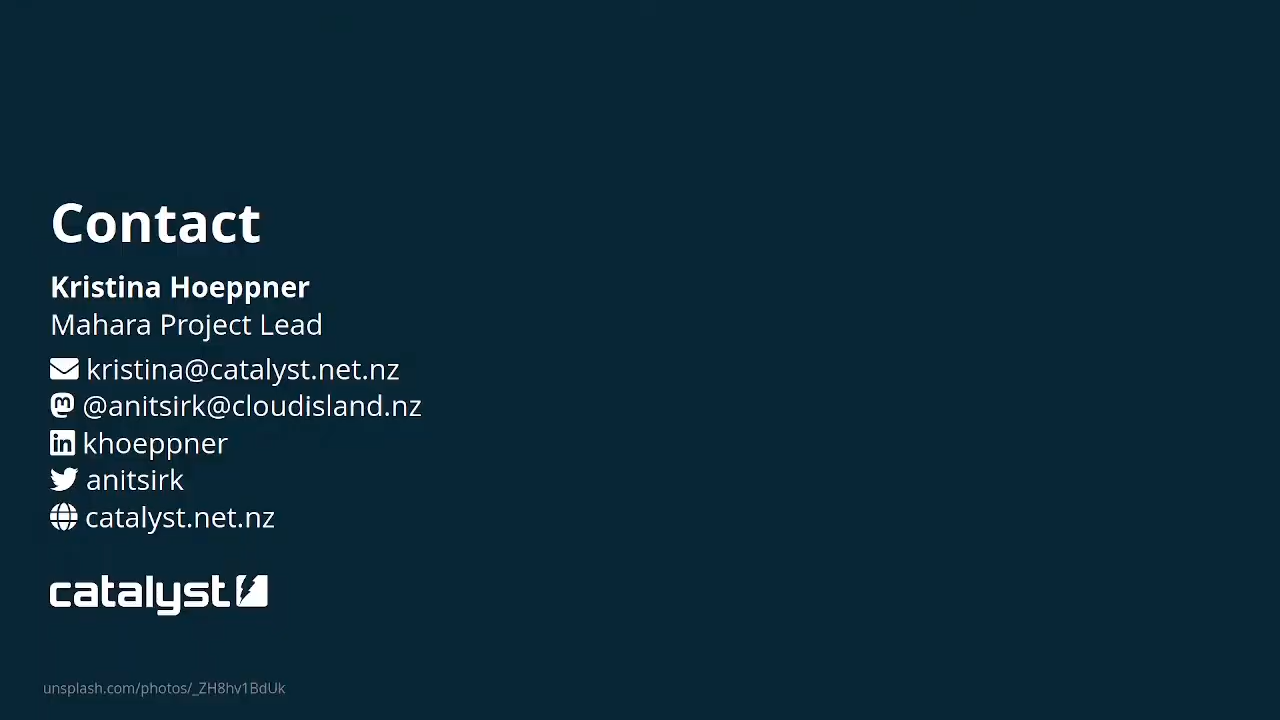 Contact
Kristina Hoeppner
Mahara Project Lead
kristina@catalyst.net.nz
@anitsirk@cloudisland.nz
khoeppner
anitsirk
catalyst.net.nz
catalyst
unsplash.com/photos/_ZH8hv1BdUk